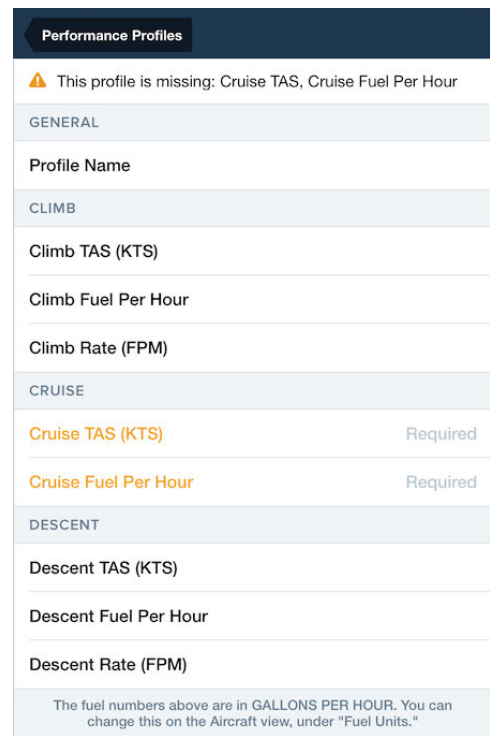 Performance Profiles
This profile is missing: Cruise TAS, Cruise Fuel Per Hour
GENERAL
Profile Name
CLIMB
Climb TAS (KTS)
Climb Fuel Per Hour
Climb Rate (FPM)
CRUISE
Cruise TAS (KTS) Required
Cruise Fuel Per Hour Required
DESCENT
Descent TAS (KTS)
Descent Fuel Per Hour
Descent Rate (FPM)
The fuel numbers above are in GALLONS PER HOUR. You can
change this on the Aircraft view, under "Fuel Units."